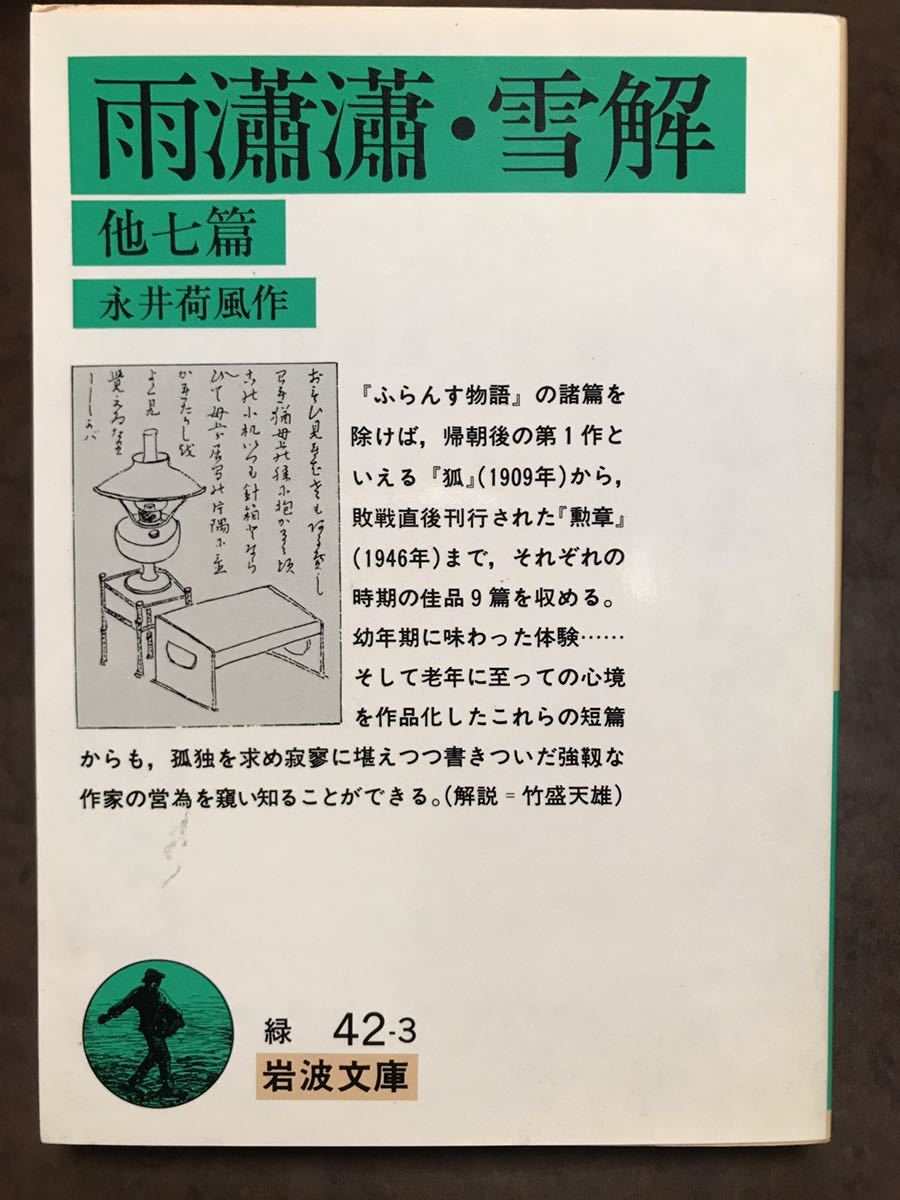 雨瀟瀟・雪解
他七篇
永井荷風作
『ふらんす物語』の諸篇を
除けば，帰朝後の第1作と
いえる『狐』(1909年)から，
敗戦直後刊行された『勲章』
(1946年)まで，それぞれの
時期の佳品9篇を収める。
幼年期に味わった体験……
そして老年に至っての心境
を作品化したこれらの短篇
からも，孤独を求め寂寥に堪えつつ書きついだ強靱な
作家の営為を窺い知ることができる。(解説＝竹盛天雄)
緑 42-3
岩波文庫